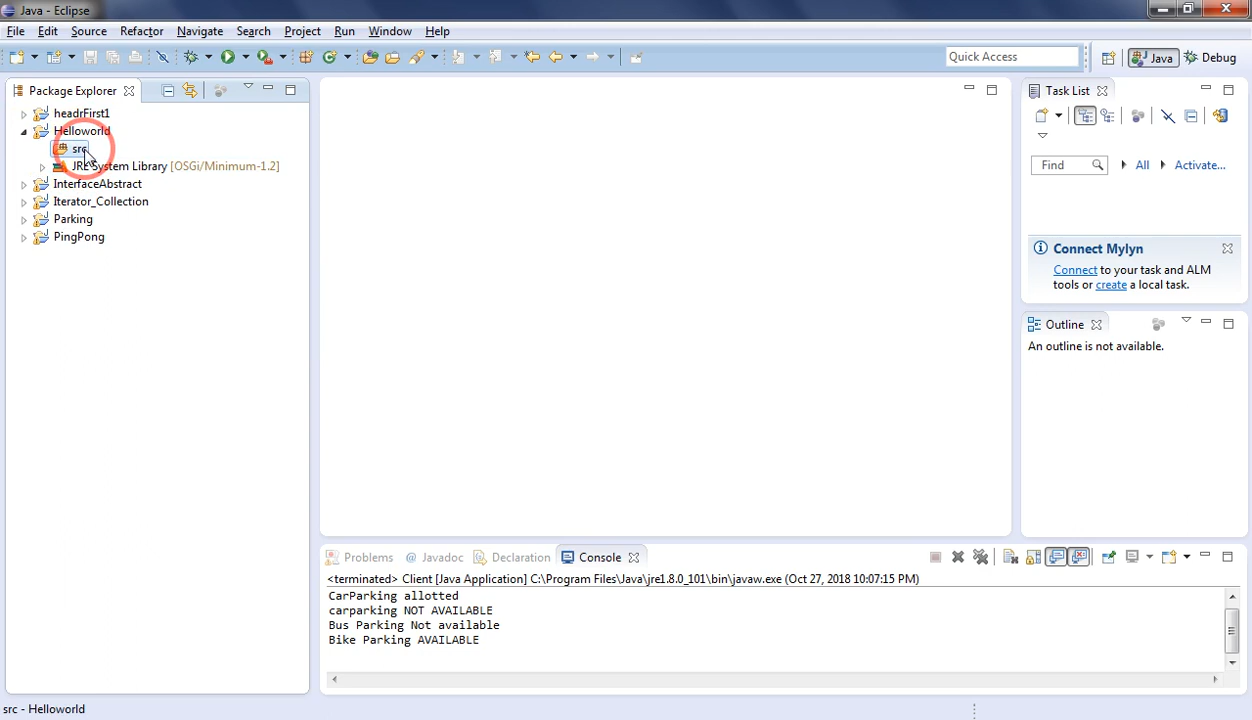 Java - Eclipse
File Edit Source Refactor Navigate Search Project Run Window Help
Quick Access
Java
Debug
Package Explorer
headrFirst1
Helloworld
src
JRE System Library [OSGi/Minimum-1.2]
InterfaceAbstract
Iterator_Collection
Parking
PingPong
Task List
Find
All
Activate...
Connect Mylyn
Connect to your task and ALM
tools or create a local task.
Outline
An outline is not available.
Problems @ Javadoc Declaration Console
<terminated> Client [Java Application] C:\Program Files\Java\jre1.8.0_101\bin\javaw.exe (Oct 27, 2018 10:07:15 PM)
CarParking allotted
carparking NOT AVAILABLE
Bus Parking Not available
Bike Parking AVAILABLE
src - Helloworld